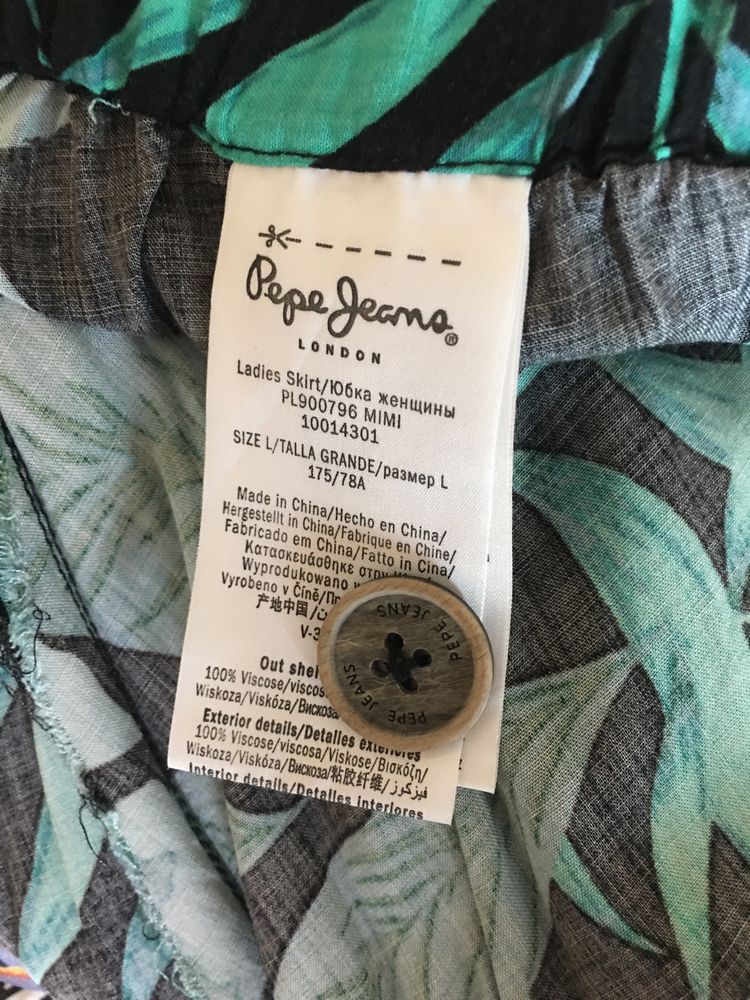 Pepe Jeans®
LONDON
Ladies Skirt/Юбка женщины
PL900796 MIMI
10014301
SIZE L/TALLA GRANDE/размер L
175/78A
Made in China/Hecho en China/
Hergestellt in China/Fabrique en Chine/
Fabricado em China/Fatto in Cina/
Κατασκευάσθηκε στην
Wyprodukowano
Vyrobeno v Číně/
产地中国/
Out
100% Viscose/
Wiskoza/Viskóza/Вискоза
Exterior details/Detalles exteriores
100% Viscose/viscosa/Viskose/Βισκόζη/
Wiskoza/Viskóza/Вискоза/粘胶纤维/فيزكوز/
Interior details/Detalles interiores
PEPE JEANS
PEPE JEANS